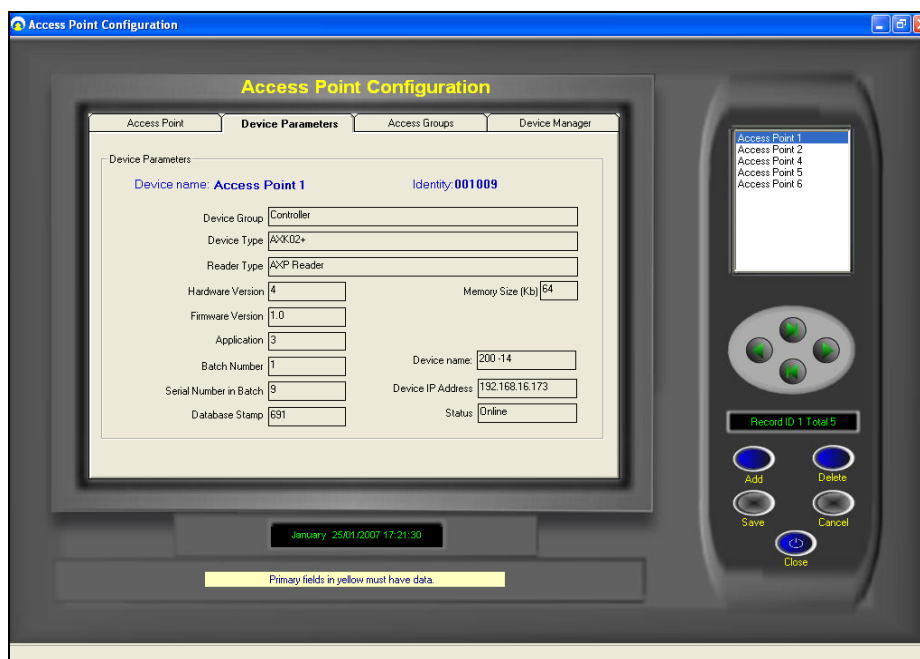 Access Point Configuration
Access Point Configuration
Access Point Device Parameters Access Groups Device Manager
Device Parameters
Device name: Access Point 1 Identity: 001009
Device Group Controller
Device Type AXK02+
Reader Type AXP Reader
Hardware Version 4 Memory Size (Kb) 64
Firmware Version 1.0
Application 3
Batch Number 1 Device name: 200 -14
Serial Number in Batch 9 Device IP Address 192.168.16.173
Database Stamp 691 Status Online
January 25/01/2007 17:21:30
Primary fields in yellow must have data.
Access Point 1
Access Point 2
Access Point 4
Access Point 5
Access Point 6
Record ID 1 Total 5
Add Delete
Save Cancel
Close